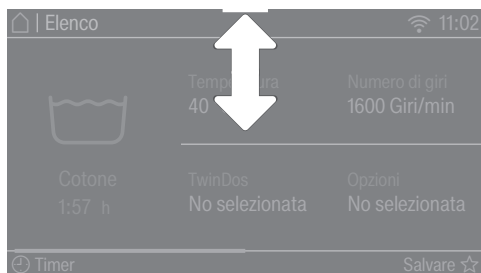 | Elenco 11:02
Temperatura Numero di giri
40 1600 Giri/min
Cotone TwinDos Opzioni
1:57 h No selezionata No selezionata
Timer Salvare